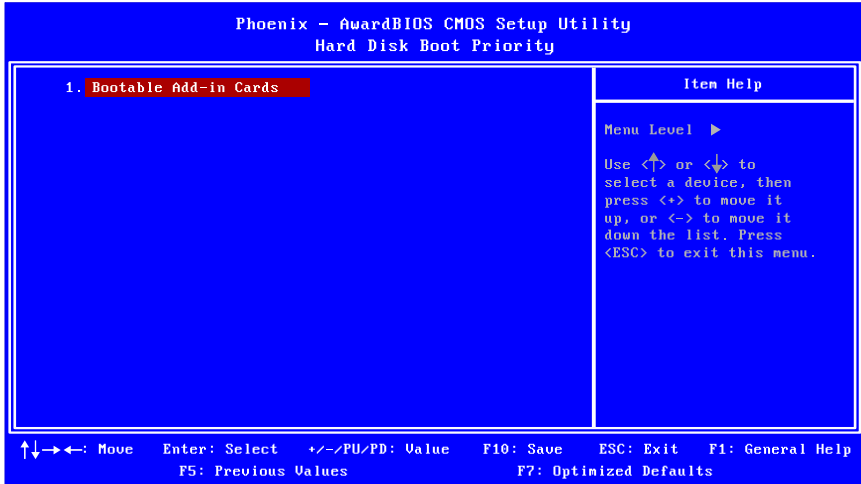 Phoenix - AwardBIOS CMOS Setup Utility
Hard Disk Boot Priority
1. Bootable Add-in Cards
Item Help
Menu Level ▶
Use <↑> or <↓> to
select a device, then
press <+> to move it
up, or <-> to move it
down the list. Press
<ESC> to exit this menu.
↑↓→←: Move Enter: Select +/-/PU/PD: Value F10: Save ESC: Exit F1: General Help
F5: Previous Values F7: Optimized Defaults